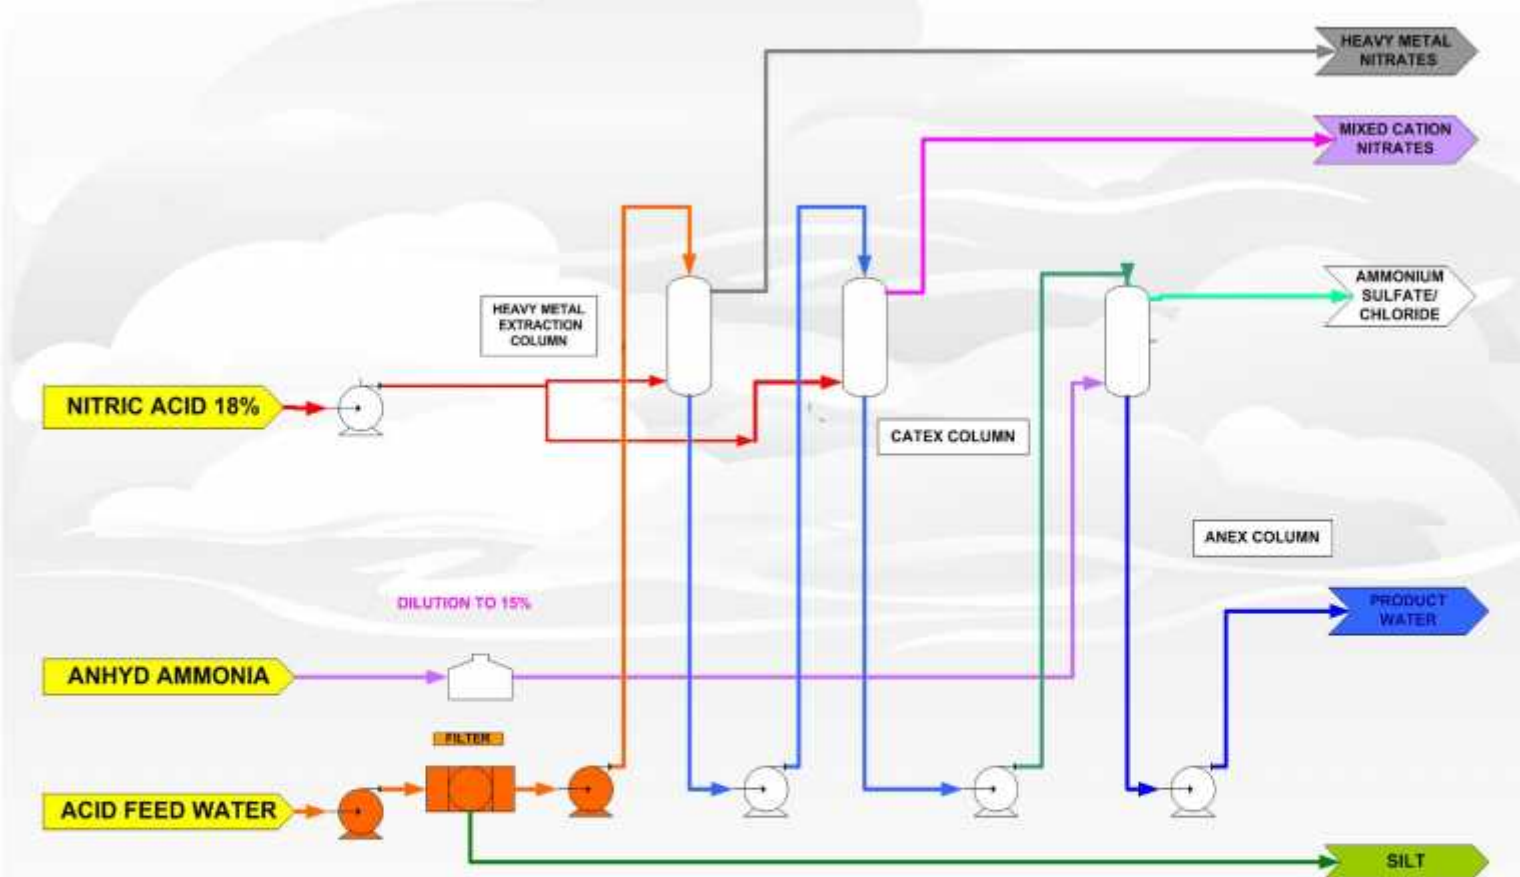 HEAVY METAL
NITRATES
MIXED CATION
NITRATES
AMMONIUM
SULFATE/
CHLORIDE
HEAVY METAL
EXTRACTION
COLUMN
NITRIC ACID 18%
CATEX COLUMN
ANEX COLUMN
DILUTION TO 15%
PRODUCT
WATER
ANHYD AMMONIA
FILTER
ACID FEED WATER
SILT